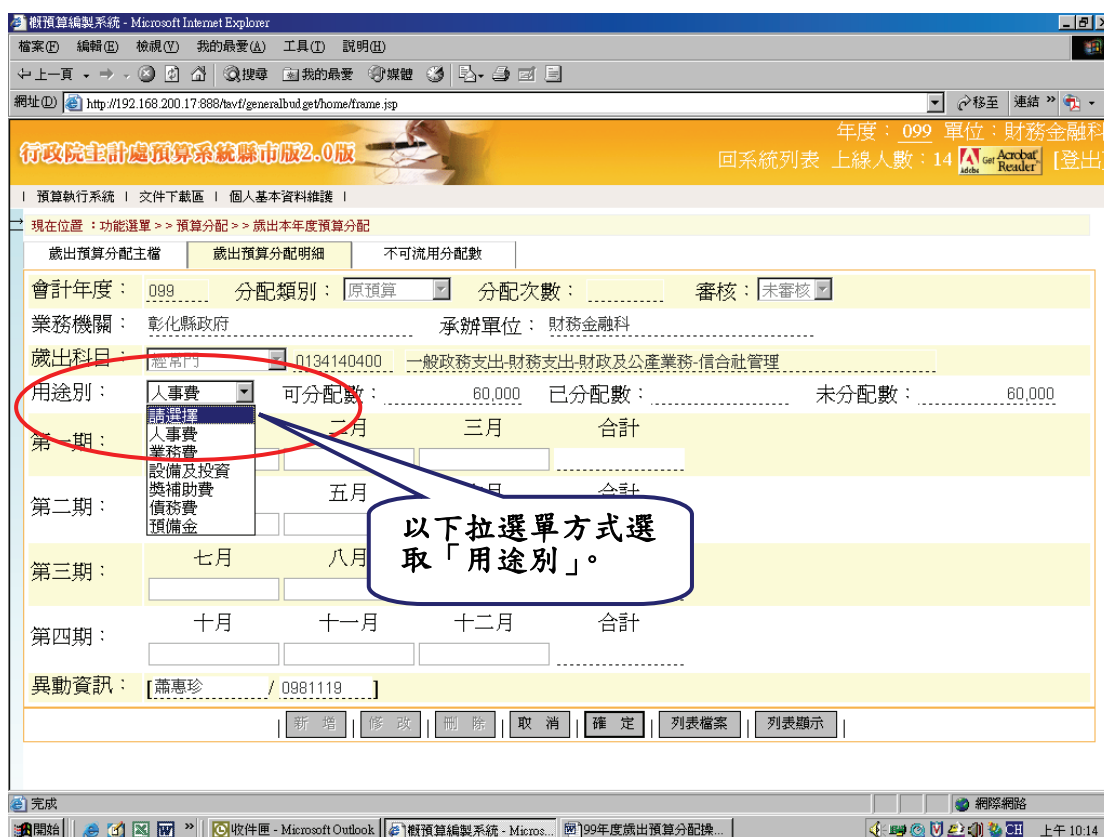 概預算編製系統 - Microsoft Internet Explorer
檔案(F) 編輯(E) 檢視(V) 我的最愛(A) 工具(T) 說明(H)
上一頁 搜尋 我的最愛 媒體
網址(D) http://192.168.200.17:888/tavf/generalbudget/home/frame.jsp 移至 連結 »
行政院主計處預算系統縣市版2.0版
年度：099 單位：財務金融科
回系統列表 上線人數：14 Adobe Get Acrobat Reader [登出]
| 預算執行系統 | 文件下載區 | 個人基本資料維護 |
現在位置：功能選單 >> 預算分配 >> 歲出本年度預算分配
歲出預算分配主檔 歲出預算分配明細 不可流用分配數
會計年度： 099 分配類別： 原預算 分配次數： 審核： 未審核
業務機關： 彰化縣政府 承辦單位： 財務金融科
歲出科目： 經常門 0134140400 一般政務支出-財務支出-財政及公產業務-信合社管理
用途別： 人事費 可分配數： 60,000 已分配數： 未分配數： 60,000
請選擇
人事費
業務費
設備及投資
獎補助費
債務費
預備金
二月 三月 合計
第一期：
五月 合計
第二期：
以下拉選單方式選
取「用途別」。
七月 八月
第三期：
十月 十一月 十二月 合計
第四期：
異動資訊： [蕭惠珍 / 0981119 ]
| 新 增 | 修 改 | 刪 除 | 取 消 | 確 定 | 列表檔案 | 列表顯示 |
完成 網際網路
開始 » 收件匣 - Microsoft Outlook 概預算編製系統 - Micros... 99年度歲出預算分配操... CH 上午 10:14